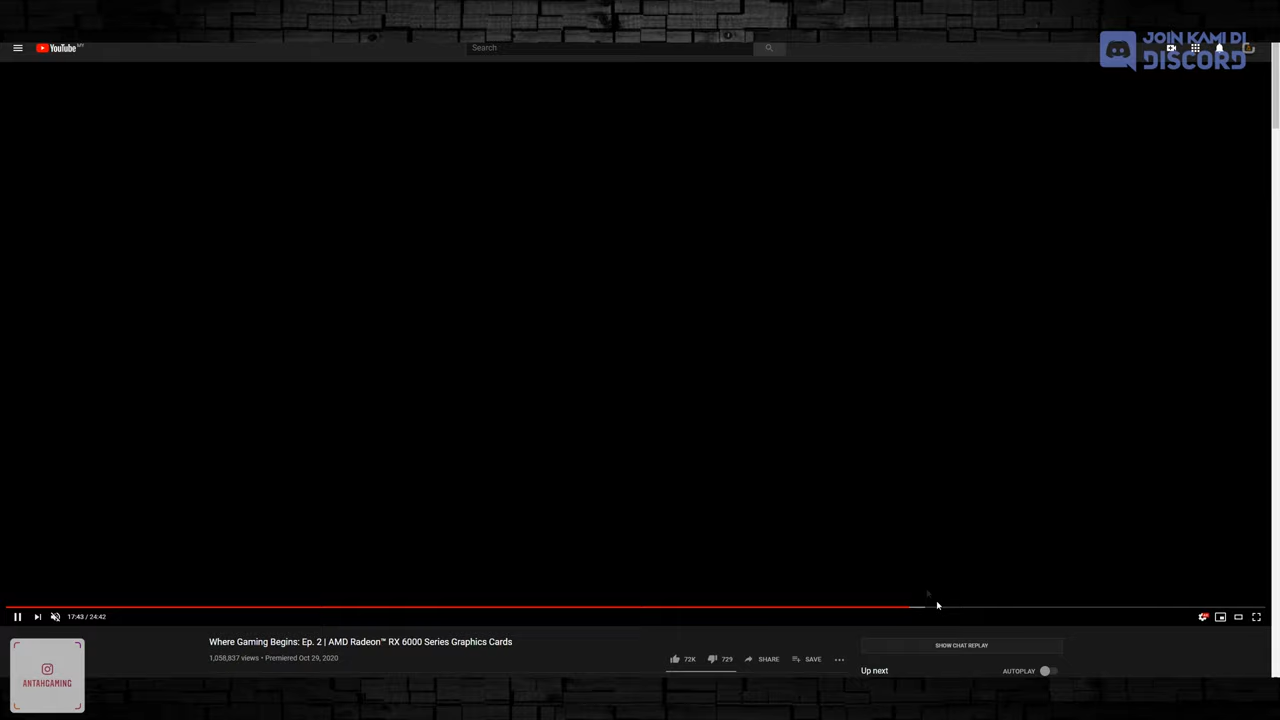 YouTube MY
Search
JOIN KAMI DI
DISCORD
17:43 / 24:42
Where Gaming Begins: Ep. 2 | AMD Radeon™ RX 6000 Series Graphics Cards
1,058,837 views • Premiered Oct 29, 2020
72K
729
SHARE
SAVE
SHOW CHAT REPLAY
Up next
AUTOPLAY
ANTAHGAMING